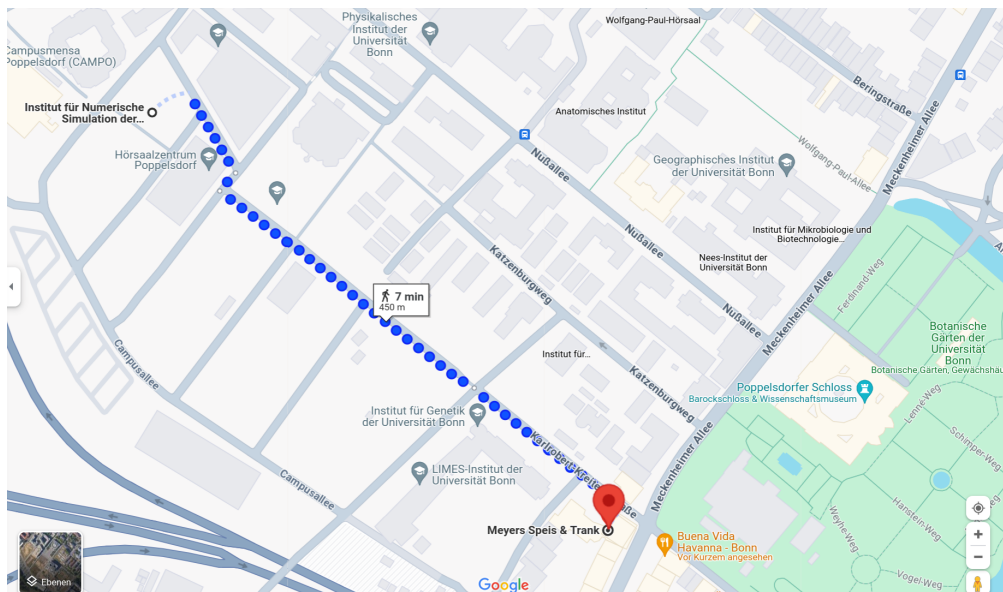 Physikalisches
Institut der
Universität
Bonn
Wolfgang-Paul-Hörsaal
Campusmensa
Poppelsdorf (CAMPO)
Beringstraße
Meckenheimer Allee
Institut für Numerische
Simulation der...
Anatomisches Institut
Nußallee
Wolfgang-Paul-Allee
Hörsaalzentrum
Poppelsdorf
Geographisches Institut
der Universität Bonn
Institut für Mikrobiologie und
Biotechnologie...
Nees-Institut der
Universität Bonn
Ferdinand-Weg
Katzenburgweg
7 min
450 m
Nußallee
Meckenheimer Allee
Botanische
Gärten der
Universität
Bonn
Botanische Gärten, Gewächshäu
Campusallee
Institut für...
Katzenburgweg
Poppelsdorfer Schloss
Barockschloss & Wissenschaftsmuseum
Lenné-Weg
Institut für Genetik
der Universität Bonn
Meckenheimer Allee
Schimper-Weg
LIMES-Institut der
Universität Bonn
Campusallee
Hanstein-Weg
Weyhe-Weg
Meyers Speis & Trank
Buena Vida
Havanna - Bonn
Vor Kurzem angesehen
Vogel-Weg
Ebenen
Google